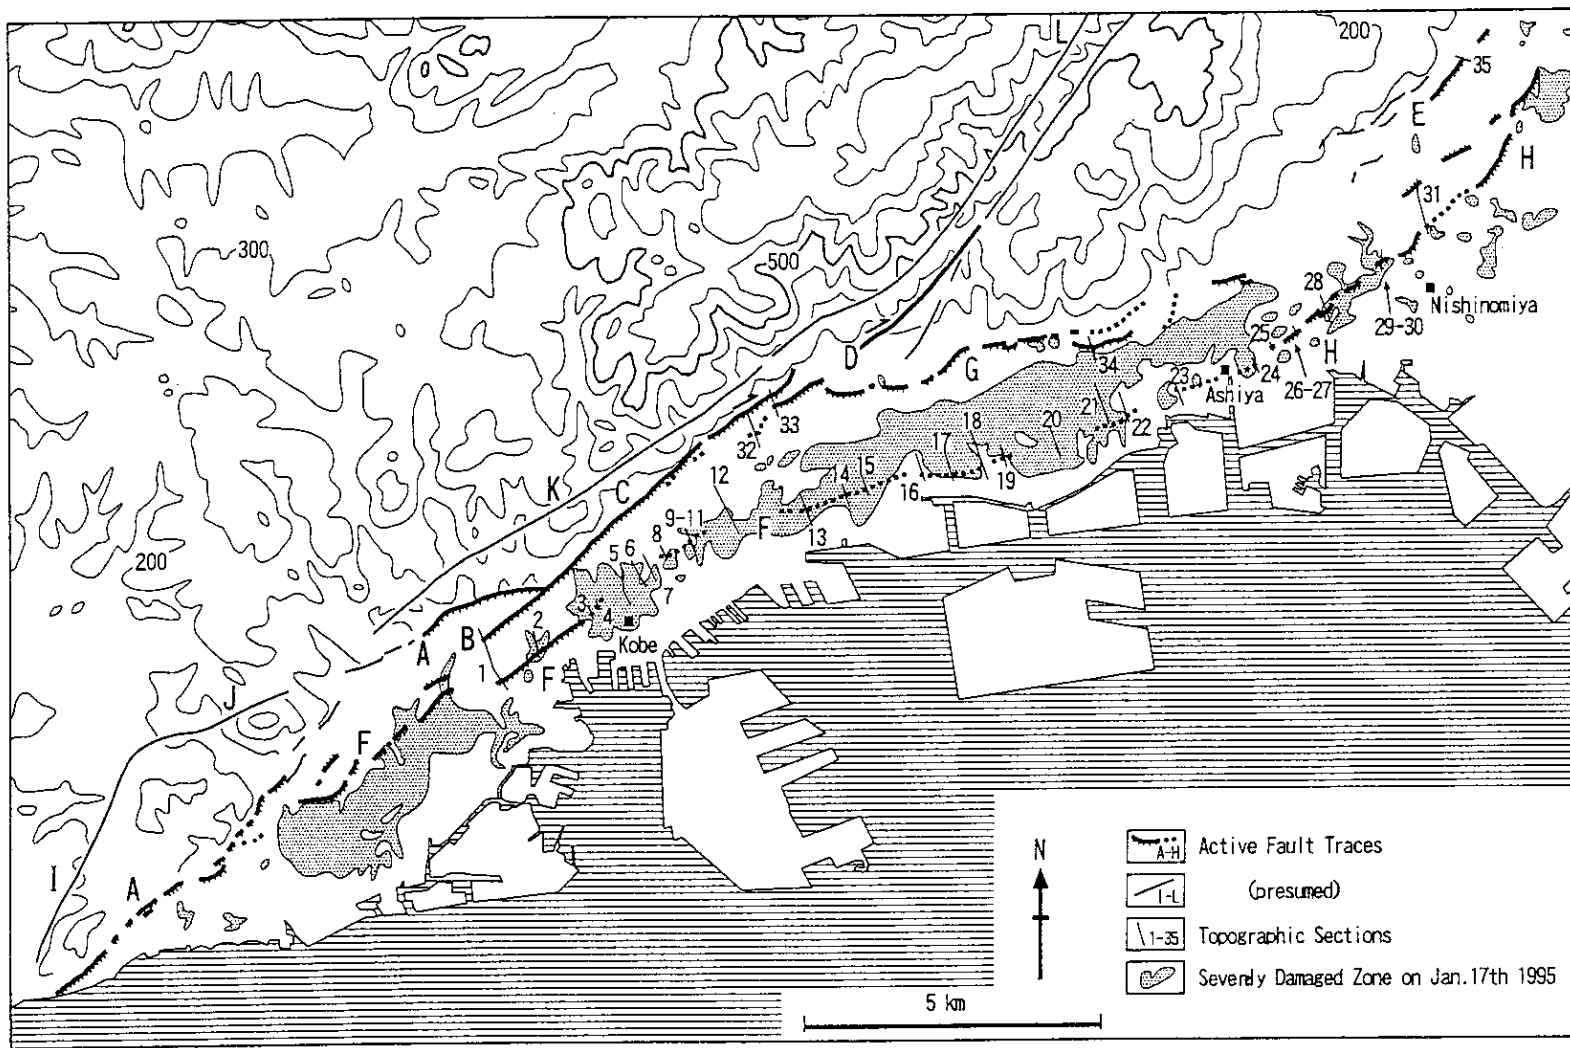 L
200
35
E
H
31
300
500
28
Nishinomiya
29-30
25
D
H
G
34
24
26-27
23
Ashiya
33
18
20
21
22
32
17
K
C
12
14
15
16
19
9-11
F
13
8
200
5
6
7
3
4
2
Kobe
A
B
1
F
J
F
I
A
N
A-H
Active Fault Traces
I-L
(presumed)
1-35
Topographic Sections
Severely Damaged Zone on Jan.17th 1995
5 km